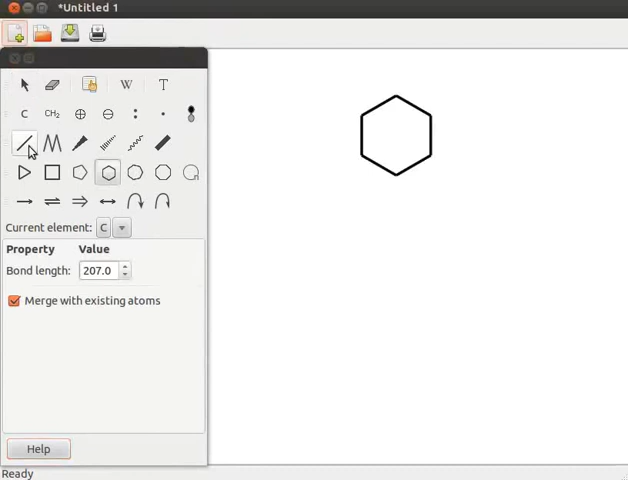 *Untitled 1
W T
C CH2
Current element: C
Property Value
Bond length: 207.0
Merge with existing atoms
Help
Ready